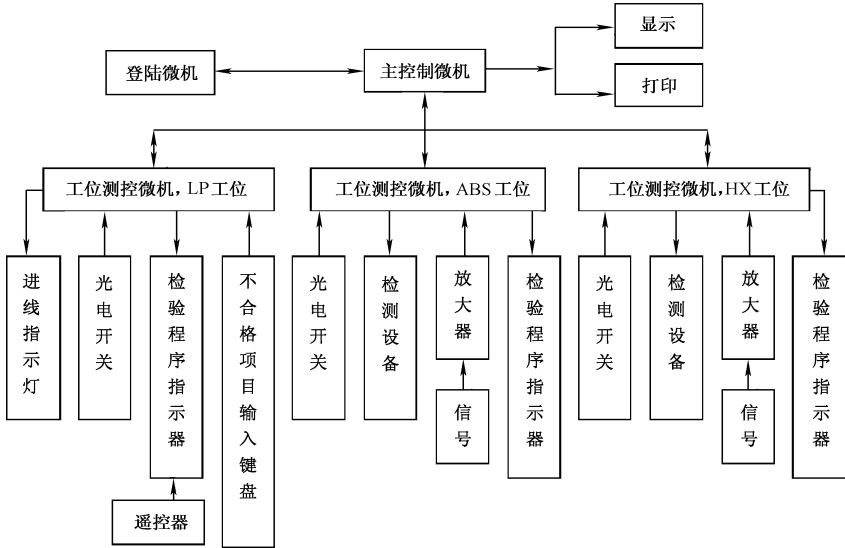 显示
登陆微机
主控制微机
打印
工位测控微机，LP工位
工位测控微机，ABS工位
工位测控微机，HX工位
进线指示灯
光电开关
检验程序指示器
不合格项目输入键盘
光电开关
检测设备
放大器
检验程序指示器
光电开关
检测设备
放大器
检验程序指示器
信号
信号
遥控器